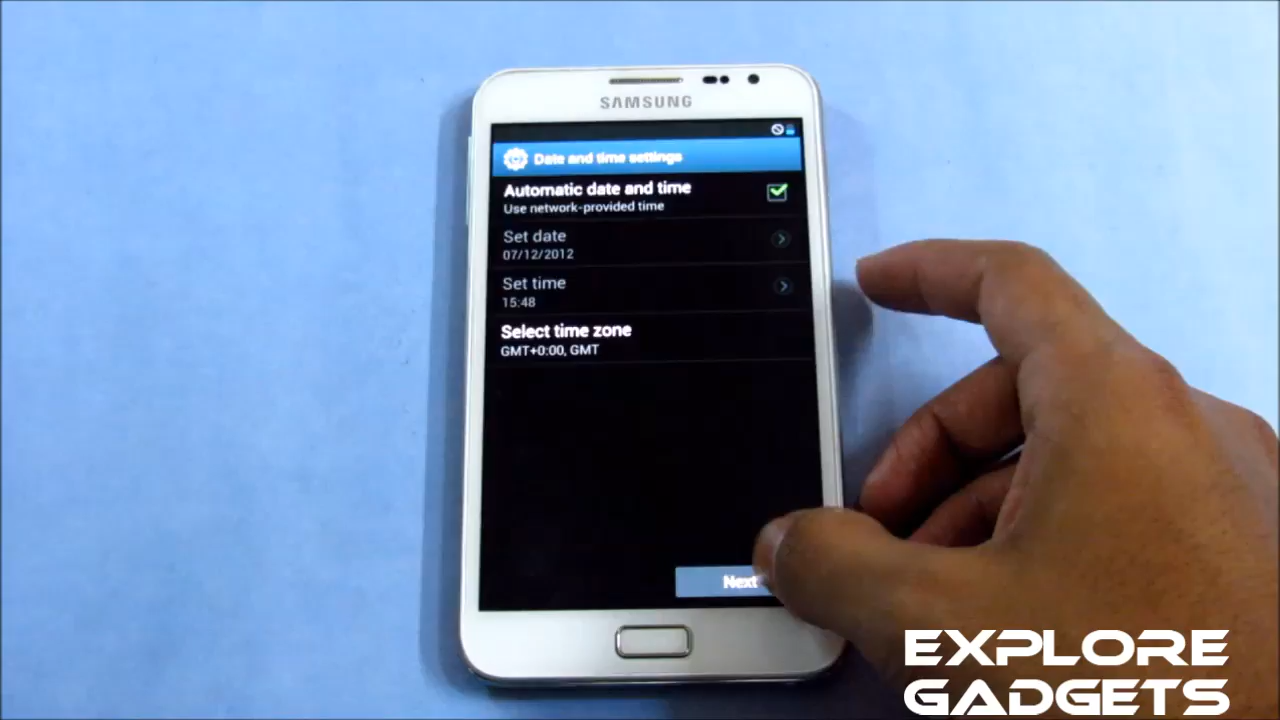 SAMSUNG
Date and time settings
Automatic date and time
Use network-provided time
Set date
07/12/2012
Set time
15:48
Select time zone
GMT+0:00, GMT
Next
EXPLORE
GADGETS